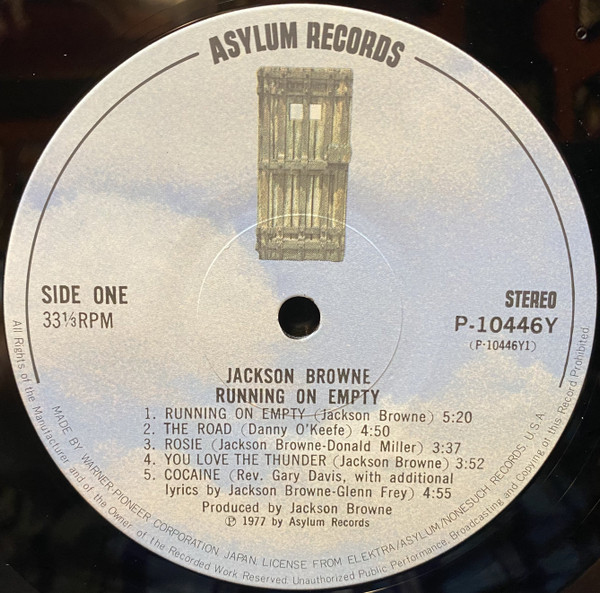 ASYLUM RECORDS
SIDE ONE
33⅓RPM
STEREO
P-10446Y
(P-10446Y1)
JACKSON BROWNE
RUNNING ON EMPTY
1. RUNNING ON EMPTY (Jackson Browne) 5:20
2. THE ROAD (Danny O'Keefe) 4:50
3. ROSIE (Jackson Browne-Donald Miller) 3:37
4. YOU LOVE THE THUNDER (Jackson Browne) 3:52
5. COCAINE (Rev. Gary Davis, with additional
lyrics by Jackson Browne-Glenn Frey) 4:55
Produced by Jackson Browne
Ⓟ 1977 by Asylum Records
MADE BY WARNER-PIONEER CORPORATION, JAPAN, LICENSE FROM ELEKTRA/ASYLUM/NONESUCH RECORDS, U.S.A.
All Rights of the Manufacturer and of the Owner of the Recorded Work Reserved. Unauthorized Public Performance, Broadcasting and Copying of this Record Prohibited.